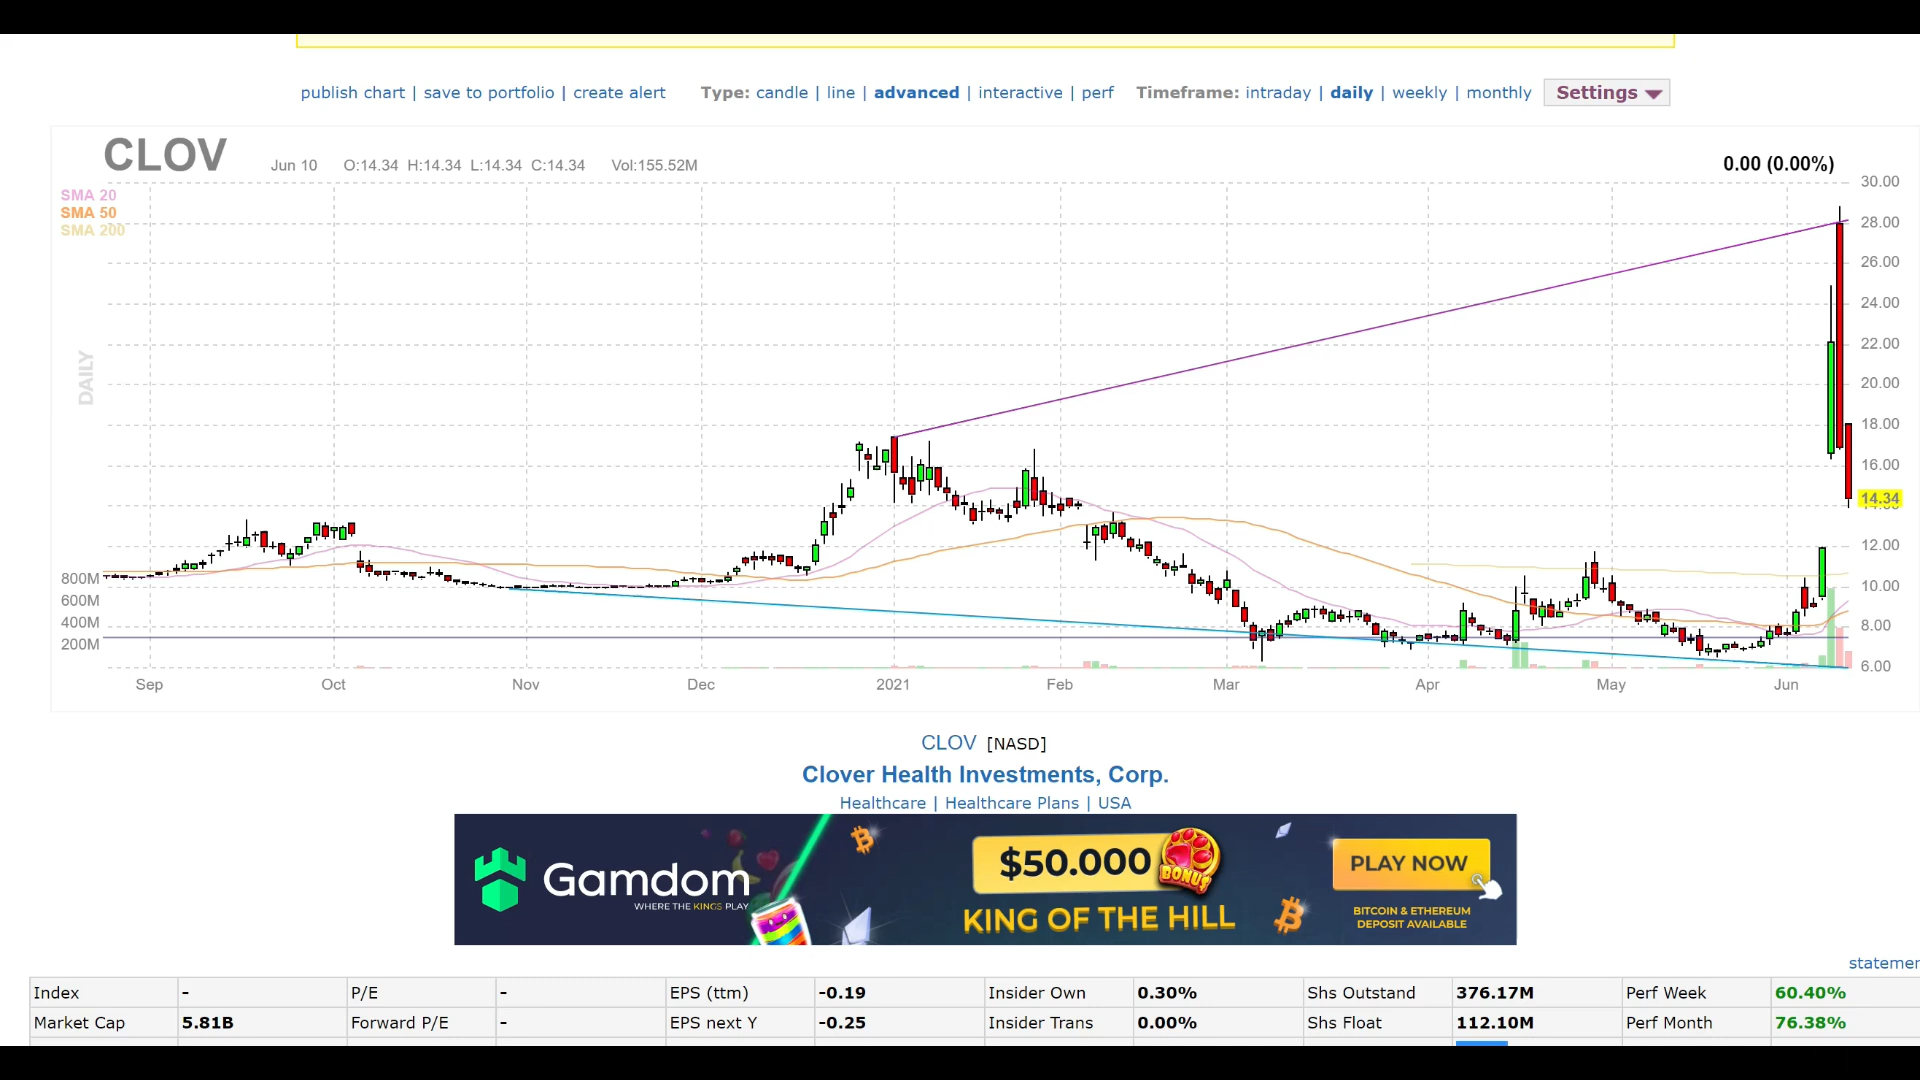 publish chart | save to portfolio | create alert Type: candle | line | advanced | interactive | perf Timeframe: intraday | daily | weekly | monthly Settings
CLOV Jun 10 O:14.34 H:14.34 L:14.34 C:14.34 Vol:155.52M 0.00 (0.00%)
SMA 20
SMA 50
SMA 200
DAILY
30.00
28.00
26.00
24.00
22.00
20.00
18.00
16.00
14.34
12.00
10.00
8.00
6.00
800M
600M
400M
200M
Sep Oct Nov Dec 2021 Feb Mar Apr May Jun
CLOV [NASD]
Clover Health Investments, Corp.
Healthcare | Healthcare Plans | USA
Gamdom
WHERE THE KINGS PLAY
$50.000
BONUS
KING OF THE HILL
PLAY NOW
BITCOIN & ETHEREUM
DEPOSIT AVAILABLE
statemen
Index - P/E - EPS (ttm) -0.19 Insider Own 0.30% Shs Outstand 376.17M Perf Week 60.40%
Market Cap 5.81B Forward P/E - EPS next Y -0.25 Insider Trans 0.00% Shs Float 112.10M Perf Month 76.38%